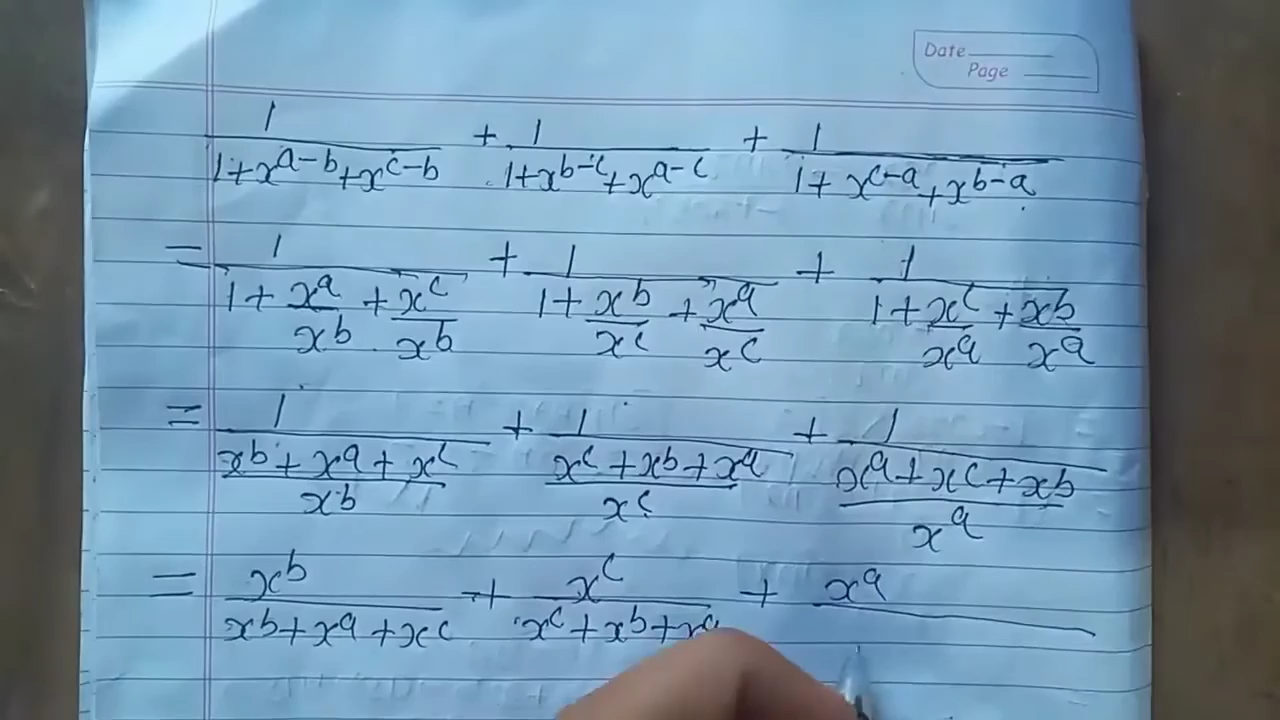 Date
Page
1/(1+x^(a-b)+x^(c-b)) + 1/(1+x^(b-c)+x^(a-c)) + 1/(1+x^(c-a)+x^(b-a))
= 1/(1+x^a/x^b+x^c/x^b) + 1/(1+x^b/x^c+x^a/x^c) + 1/(1+x^c/x^a+x^b/x^a)
= 1/((x^b+x^a+x^c)/x^b) + 1/((x^c+x^b+x^a)/x^c) + 1/((x^a+x^c+x^b)/x^a)
= x^b/(x^b+x^a+x^c) + x^c/(x^c+x^b+x^a) + x^a/